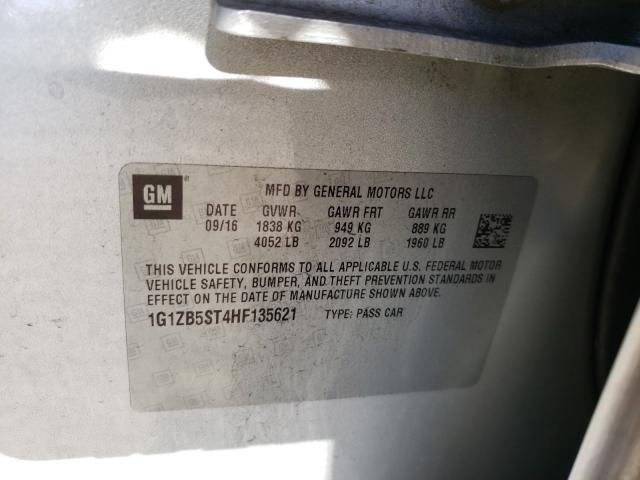 GM
MFD BY GENERAL MOTORS LLC
DATE GVWR GAWR FRT GAWR RR
09/16 1838 KG 949 KG 889 KG
4052 LB 2092 LB 1960 LB
THIS VEHICLE CONFORMS TO ALL APPLICABLE U.S. FEDERAL MOTOR
VEHICLE SAFETY, BUMPER, AND THEFT PREVENTION STANDARDS IN
EFFECT ON THE DATE OF MANUFACTURE SHOWN ABOVE.
1G1ZB5ST4HF135621 TYPE: PASS CAR